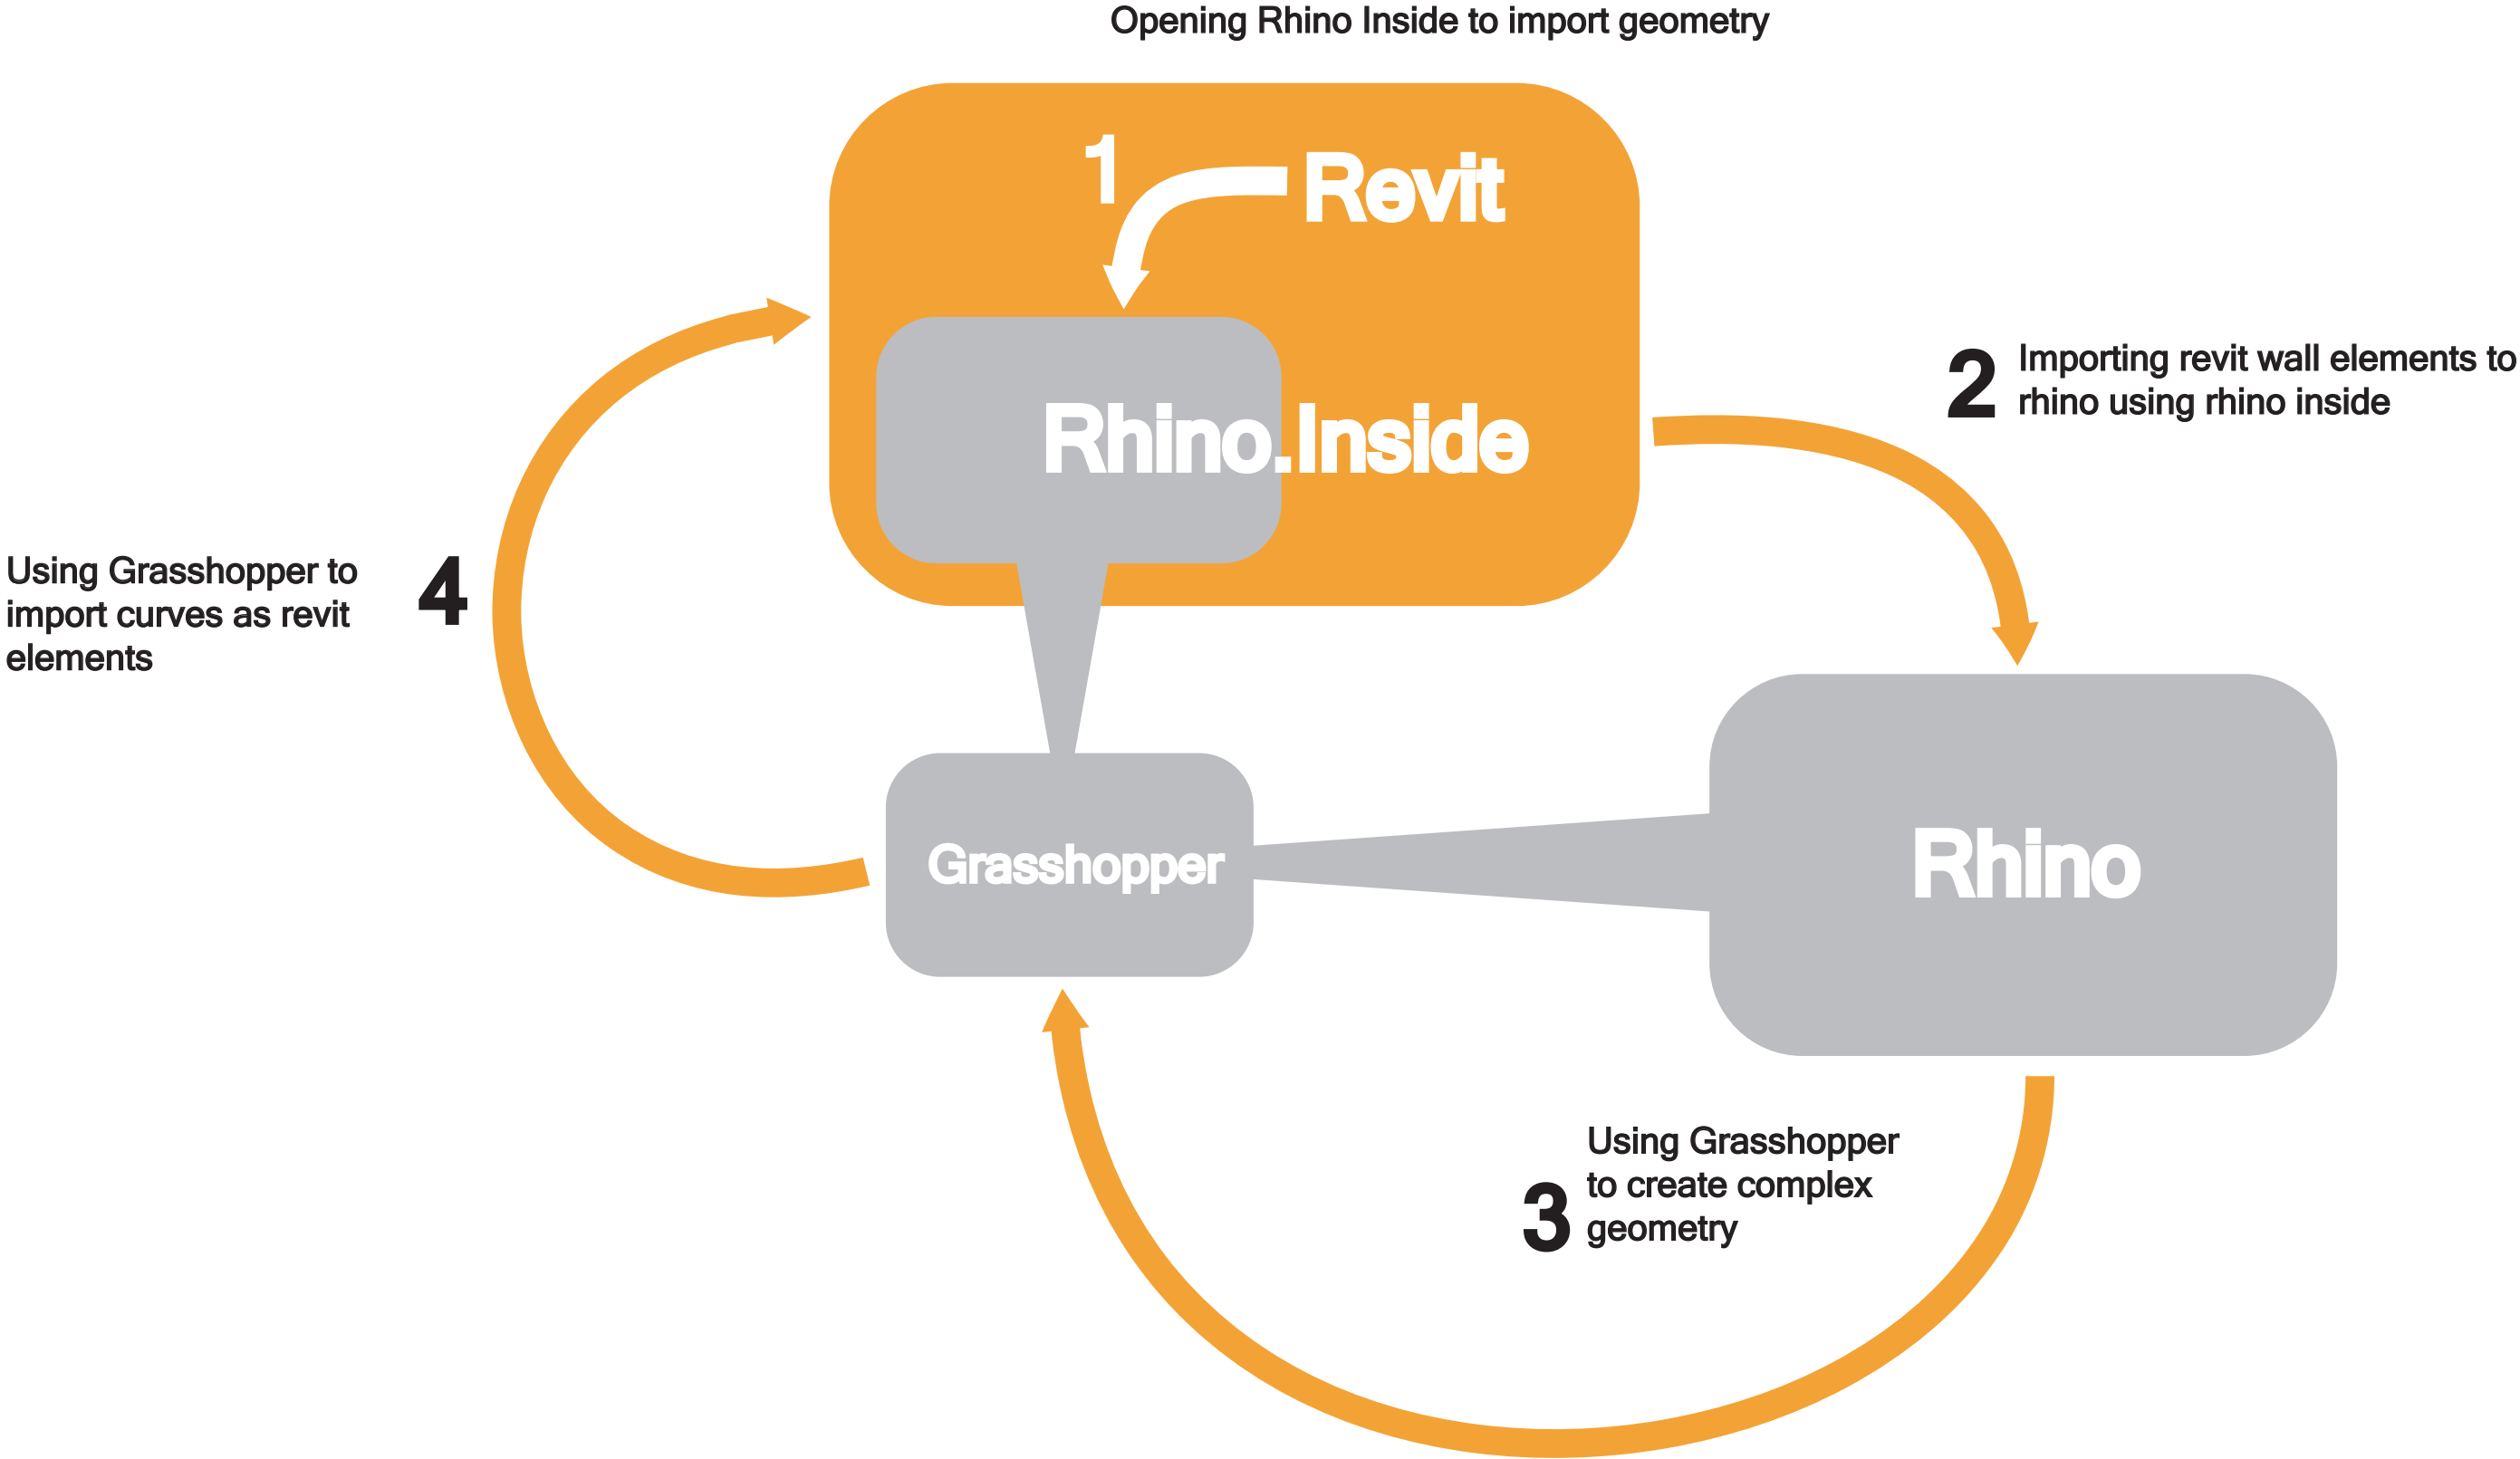 Opening Rhino Inside to import geometry
1
Revit
Rhino.Inside
2
Importing revit wall elements to
rhino using rhino inside
Using Grasshopper to
import curves as revit
elements
4
Grasshopper
Rhino
3
Using Grasshopper
to create complex
geometry